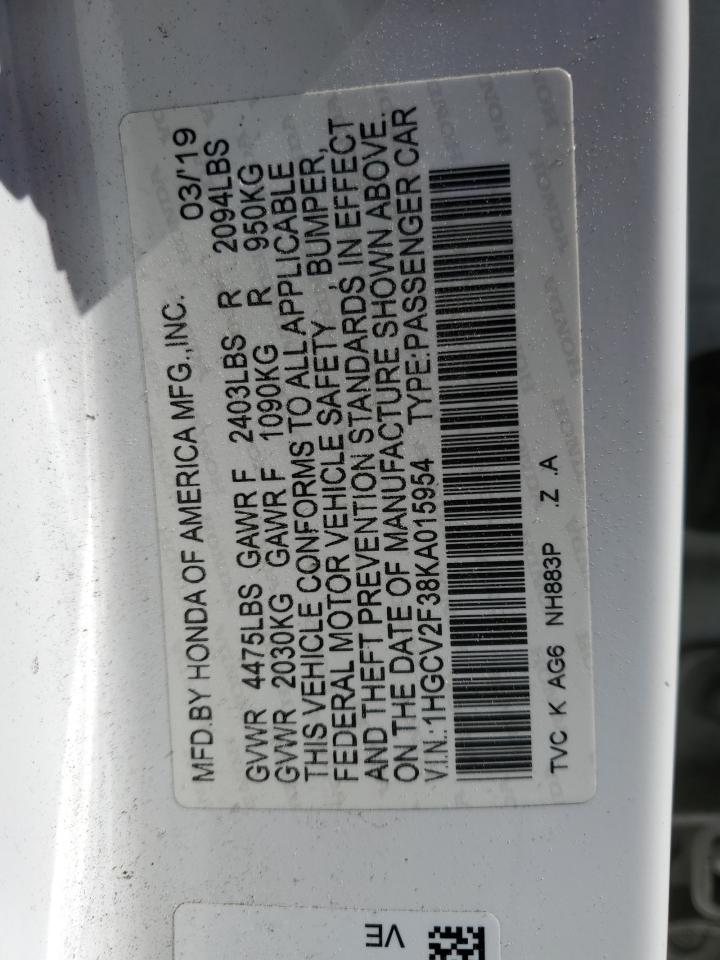 MFD.BY HONDA OF AMERICA MFG.,INC. 03/'19
GVWR 4475LBS GAWR F 2403LBS R 2094LBS
GVWR 2030KG GAWR F 1090KG R 950KG
THIS VEHICLE CONFORMS TO ALL APPLICABLE
FEDERAL MOTOR VEHICLE SAFETY , BUMPER,
AND THEFT PREVENTION STANDARDS IN EFFECT
ON THE DATE OF MANUFACTURE SHOWN ABOVE.
V.I.N.:1HGCV2F38KA015954 TYPE:PASSENGER CAR
TVC K AG6 NH883P .Z .A
VE